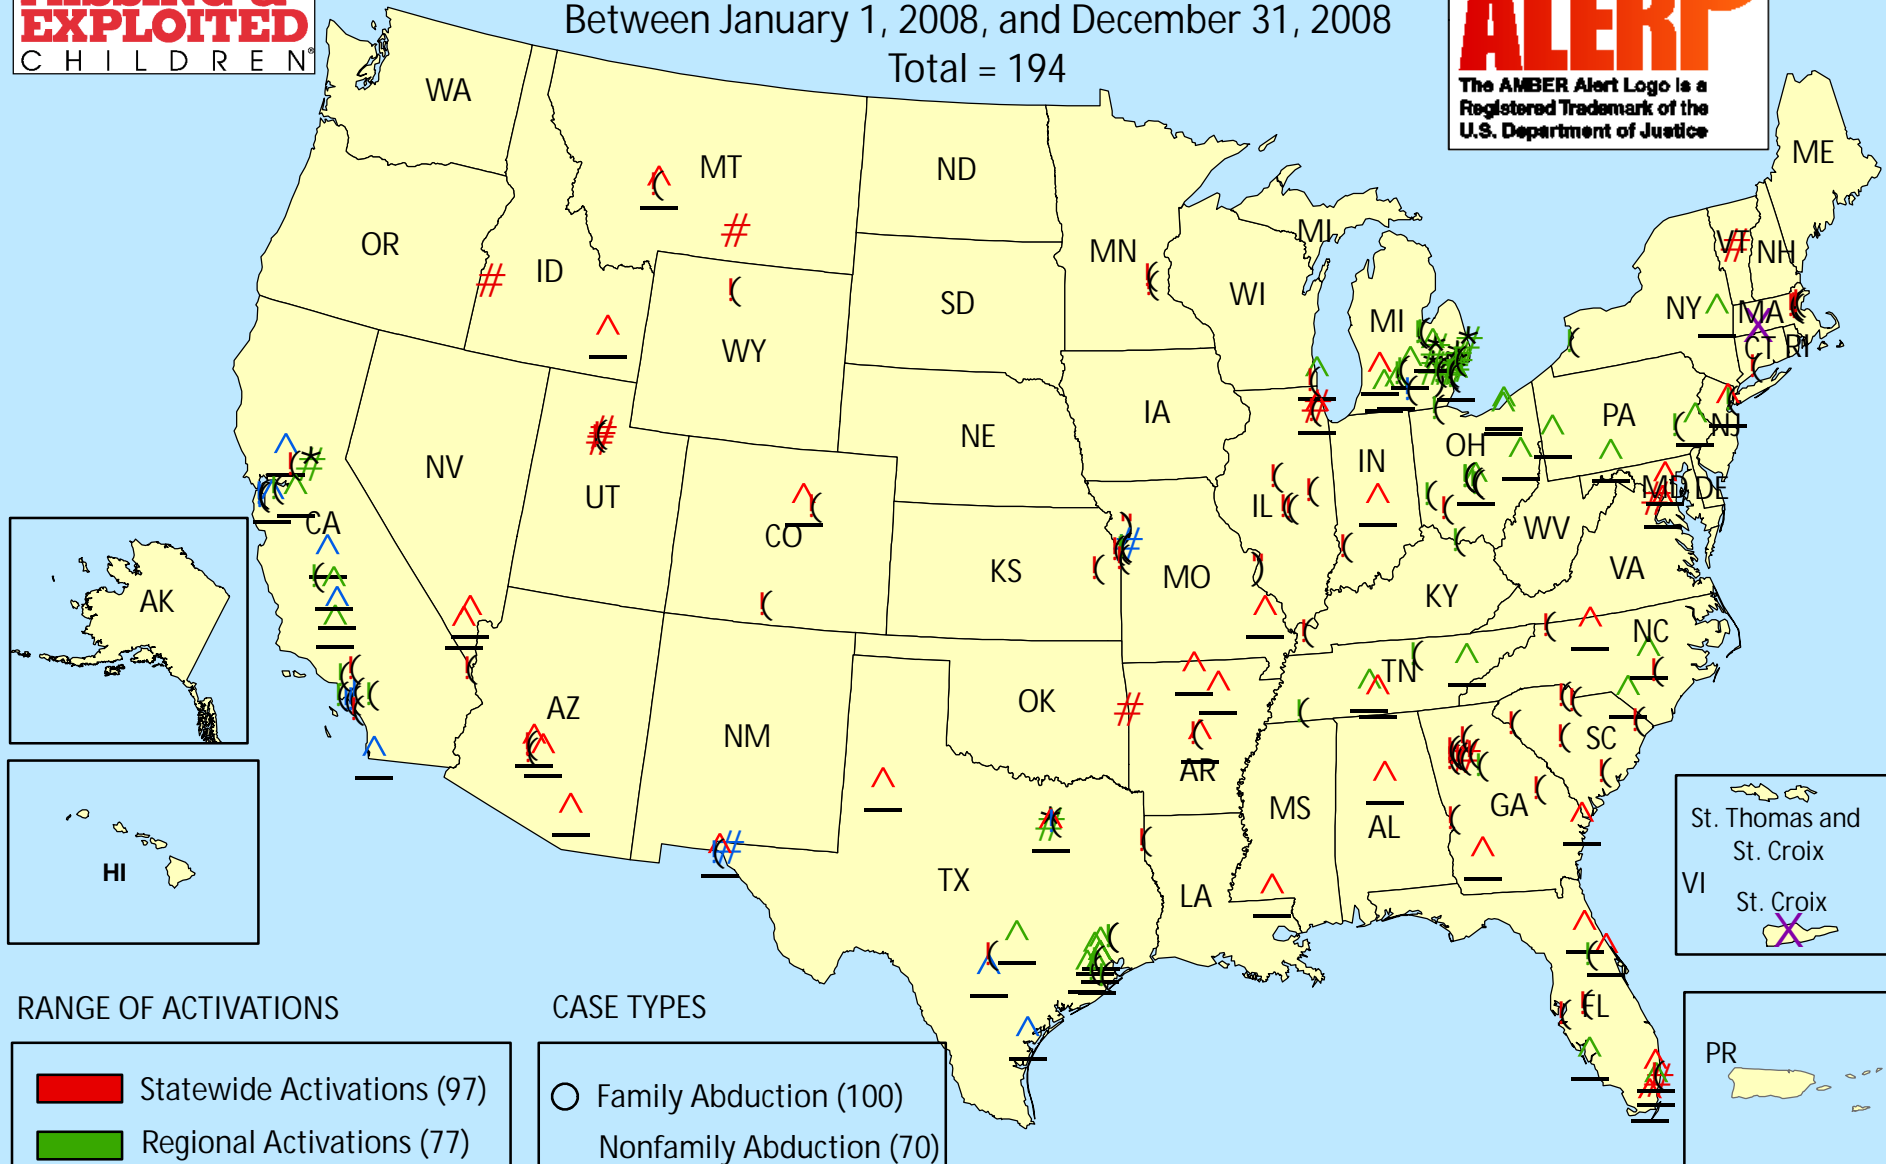 MISSING &
EXPLOITED
CHILDREN®
Between January 1, 2008, and December 31, 2008
Total = 194
ALERT
The AMBER Alert Logo is a
Registered Trademark of the
U.S. Department of Justice
WA
MT
ND
ME
OR
ID
MN
MI
VT
NH
SD
WI
MI
NY
MA
WY
CT
RI
IA
PA
NE
OH
NJ
NV
UT
IL
IN
MD
DE
CA
CO
WV
KS
MO
VA
AK
KY
NC
TN
AZ
OK
NM
SC
AR
MS
GA
AL
St. Thomas and
St. Croix
HI
TX
LA
VI
St. Croix
FL
PR
RANGE OF ACTIVATIONS
Statewide Activations (97)
Regional Activations (77)
CASE TYPES
Family Abduction (100)
Nonfamily Abduction (70)